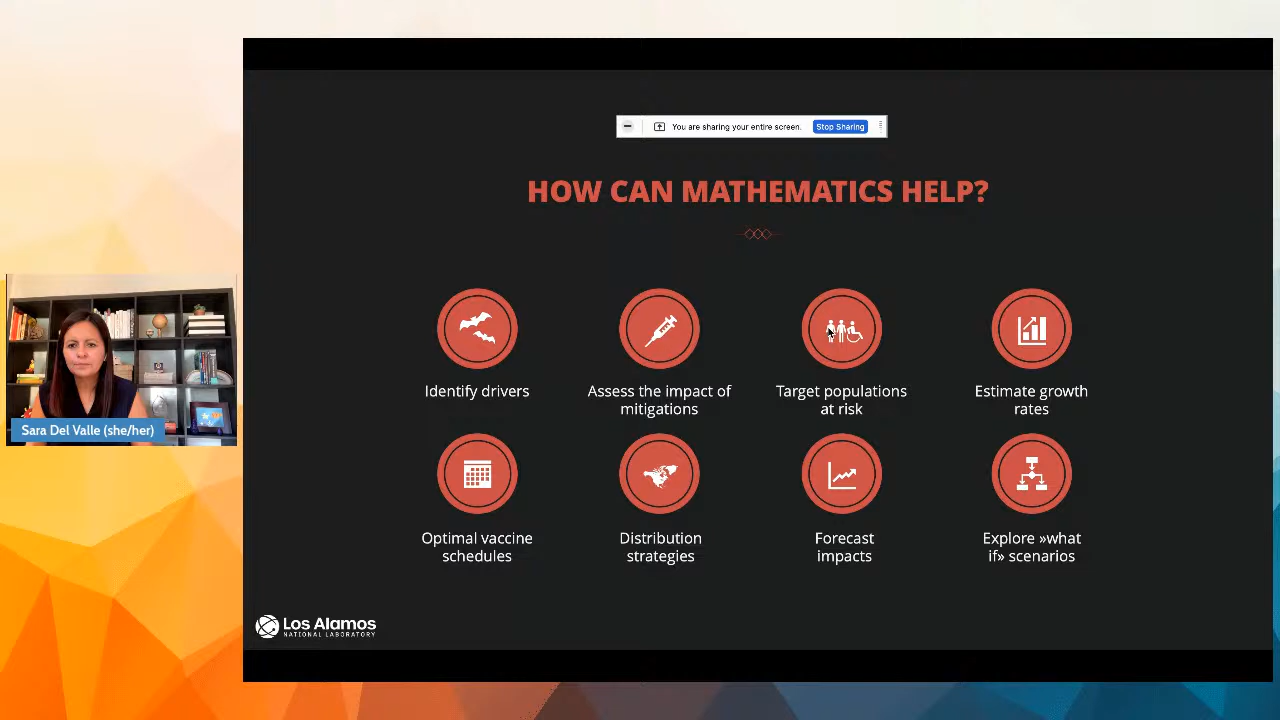 You are sharing your entire screen.
Stop Sharing
HOW CAN MATHEMATICS HELP?
Identify drivers
Assess the impact of
mitigations
Target populations
at risk
Estimate growth
rates
Optimal vaccine
schedules
Distribution
strategies
Forecast
impacts
Explore »what
if» scenarios
Sara Del Valle (she/her)
Los Alamos
NATIONAL LABORATORY